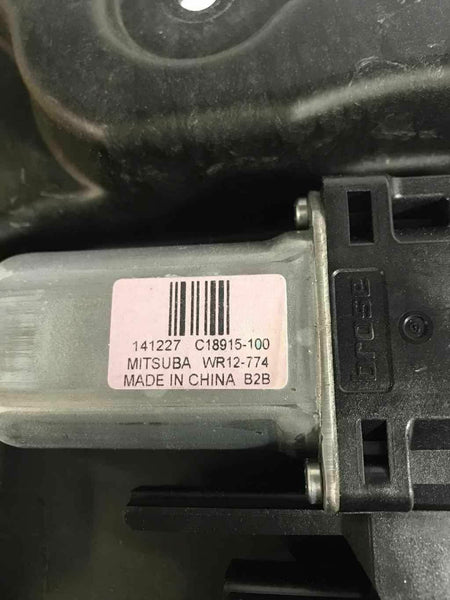 141227 C18915-100
MITSUBA WR12-774
MADE IN CHINA B2B
brose